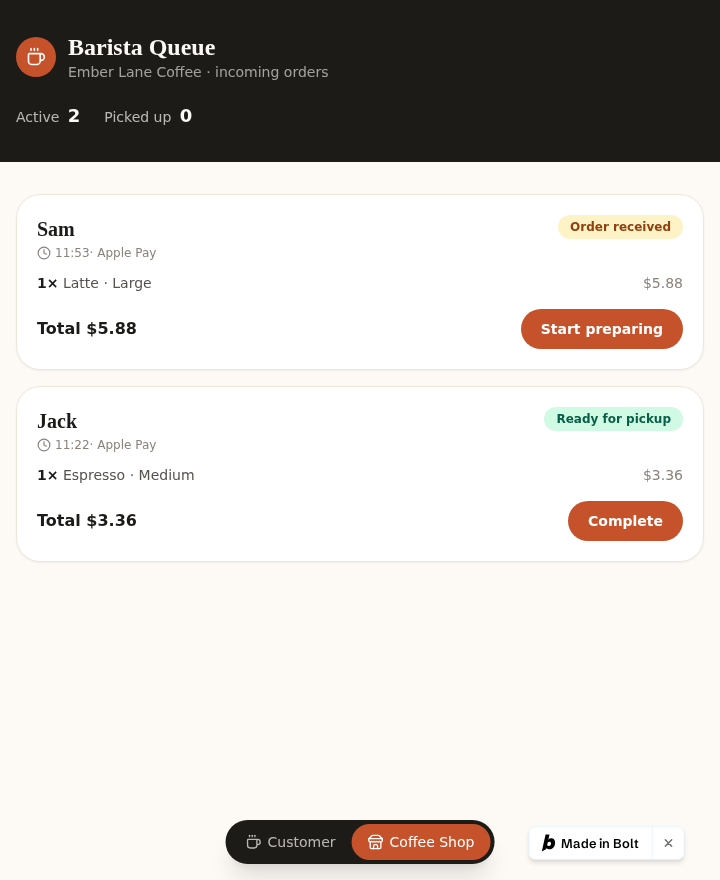 Barista Queue
Ember Lane Coffee · incoming orders
Active 2 Picked up 0
Sam
Order received
11:53· Apple Pay
1× Latte · Large $5.88
Total $5.88
Start preparing
Jack
Ready for pickup
11:22· Apple Pay
1× Espresso · Medium $3.36
Total $3.36
Complete
Customer Coffee Shop
Made in Bolt